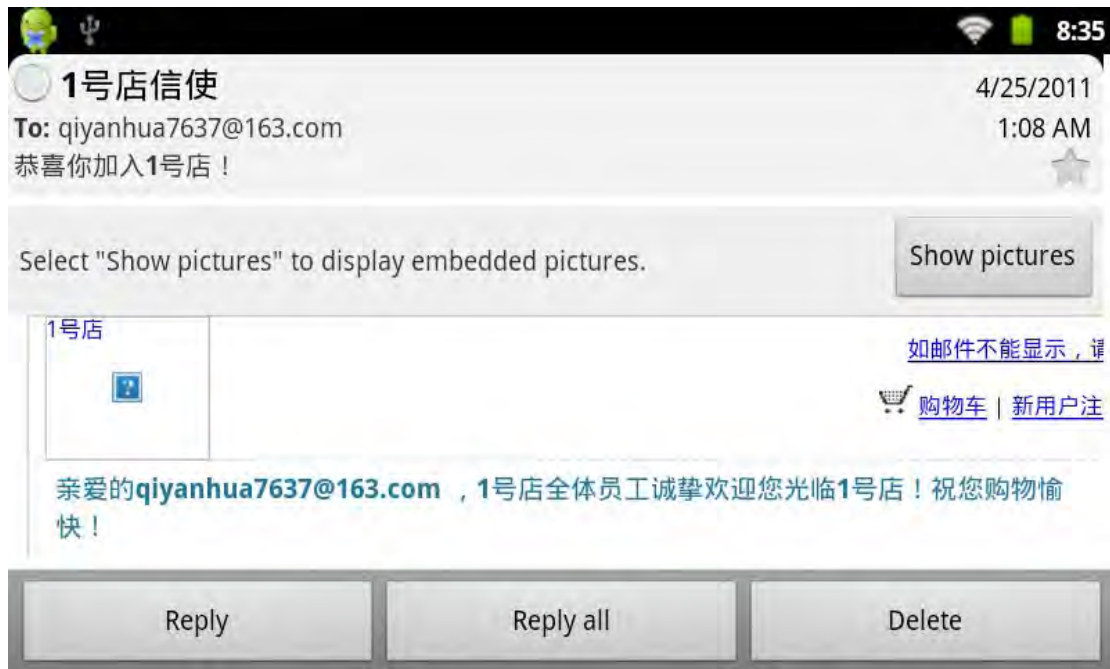 8:35
1号店信使
4/25/2011
To: qiyanhua7637@163.com
1:08 AM
恭喜你加入1号店！
Select "Show pictures" to display embedded pictures.
Show pictures
1号店
如邮件不能显示，请
购物车 | 新用户注
亲爱的qiyanhua7637@163.com ，1号店全体员工诚挚欢迎您光临1号店！祝您购物愉
快！
Reply
Reply all
Delete